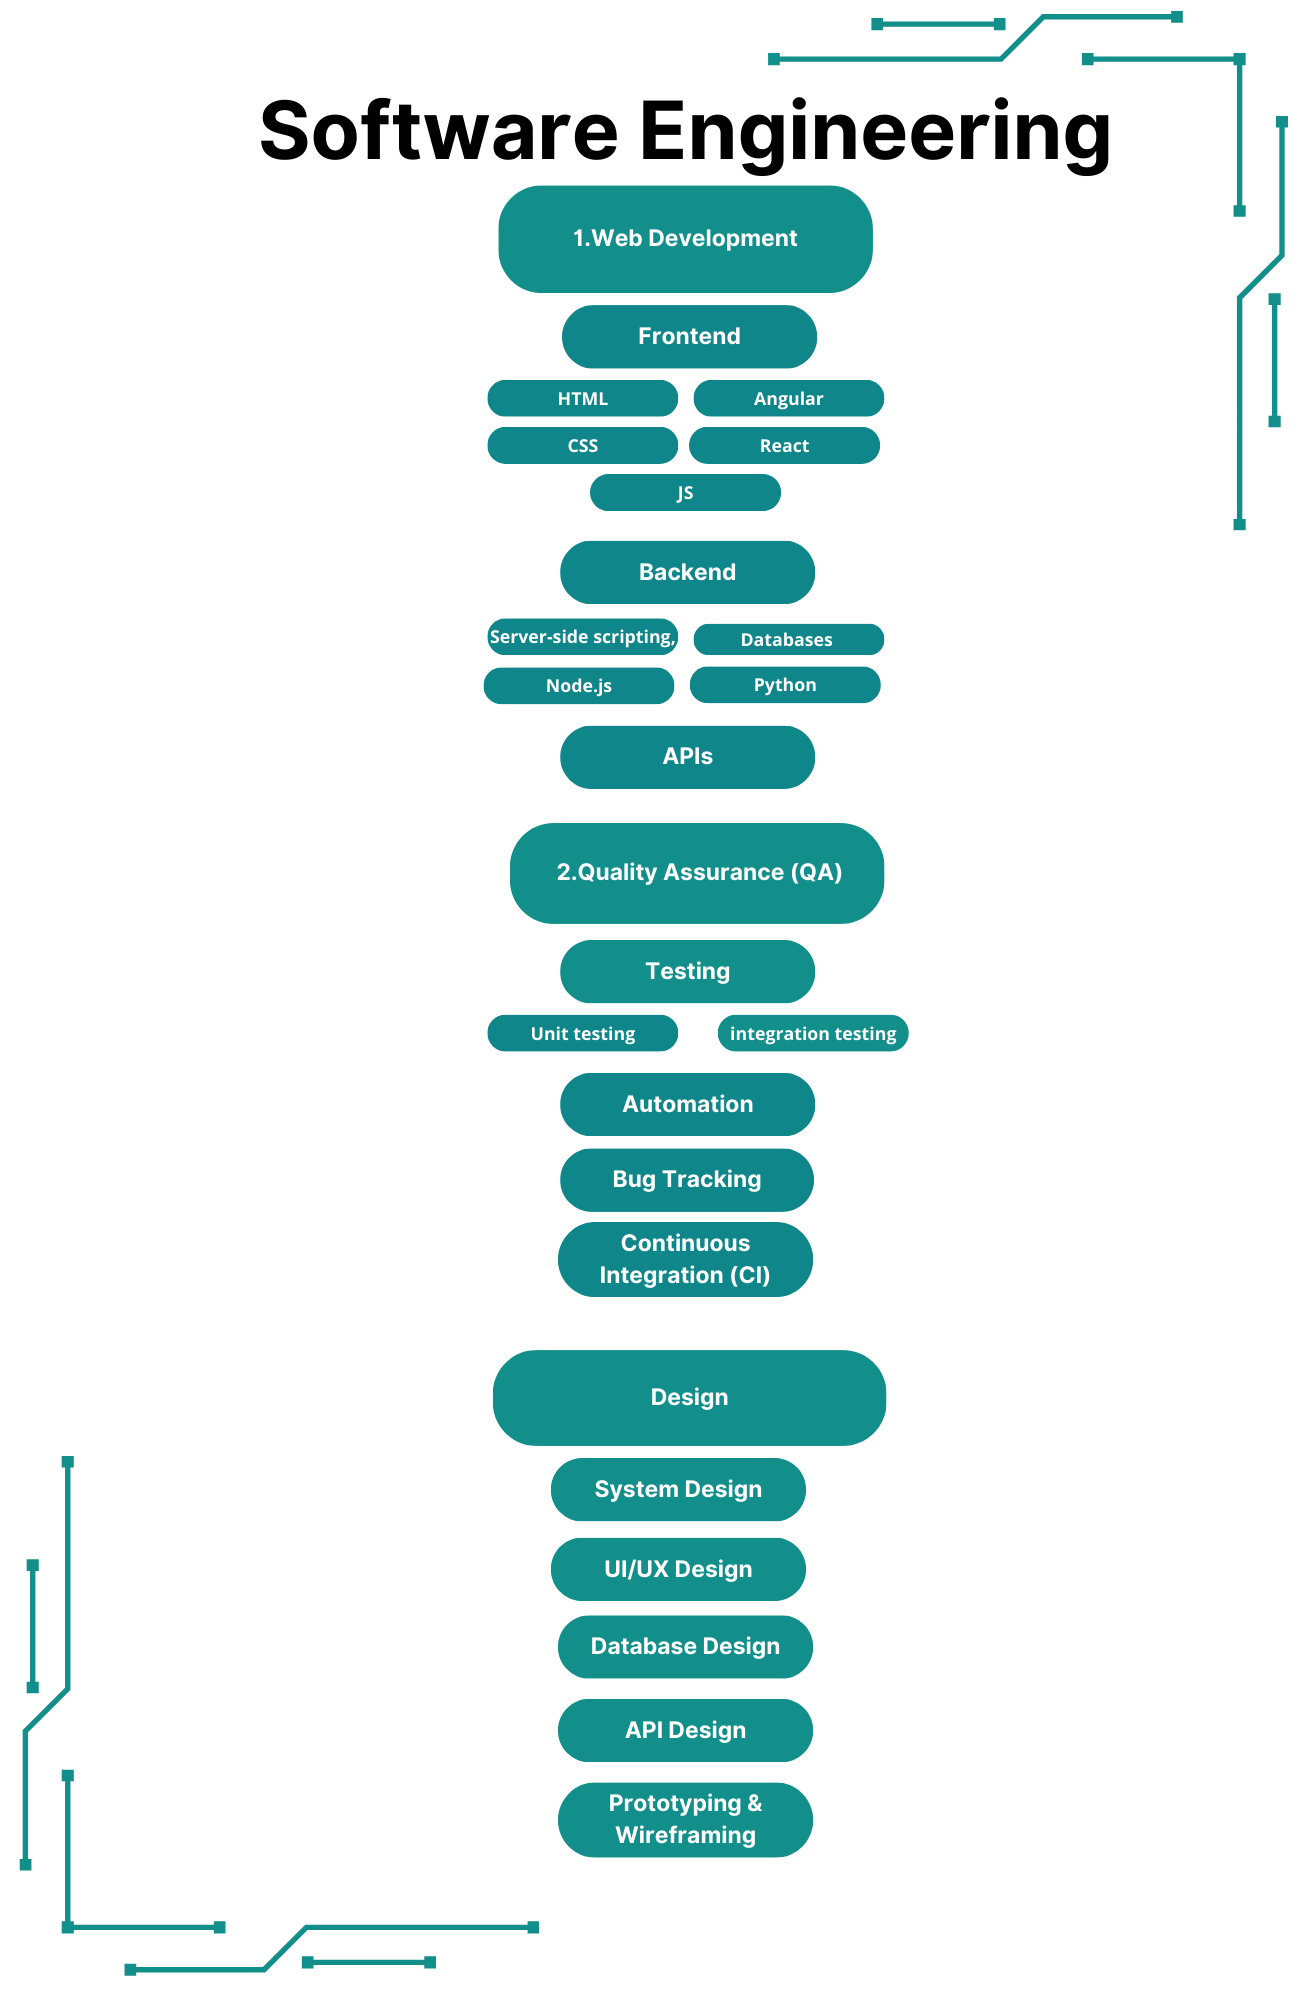 Software Engineering
1.Web Development
Frontend
HTML
Angular
CSS
React
JS
Backend
Server-side scripting,
Databases
Node.js
Python
APIs
2.Quality Assurance (QA)
Testing
Unit testing
integration testing
Automation
Bug Tracking
Continuous
Integration (CI)
Design
System Design
UI/UX Design
Database Design
API Design
Prototyping &
Wireframing